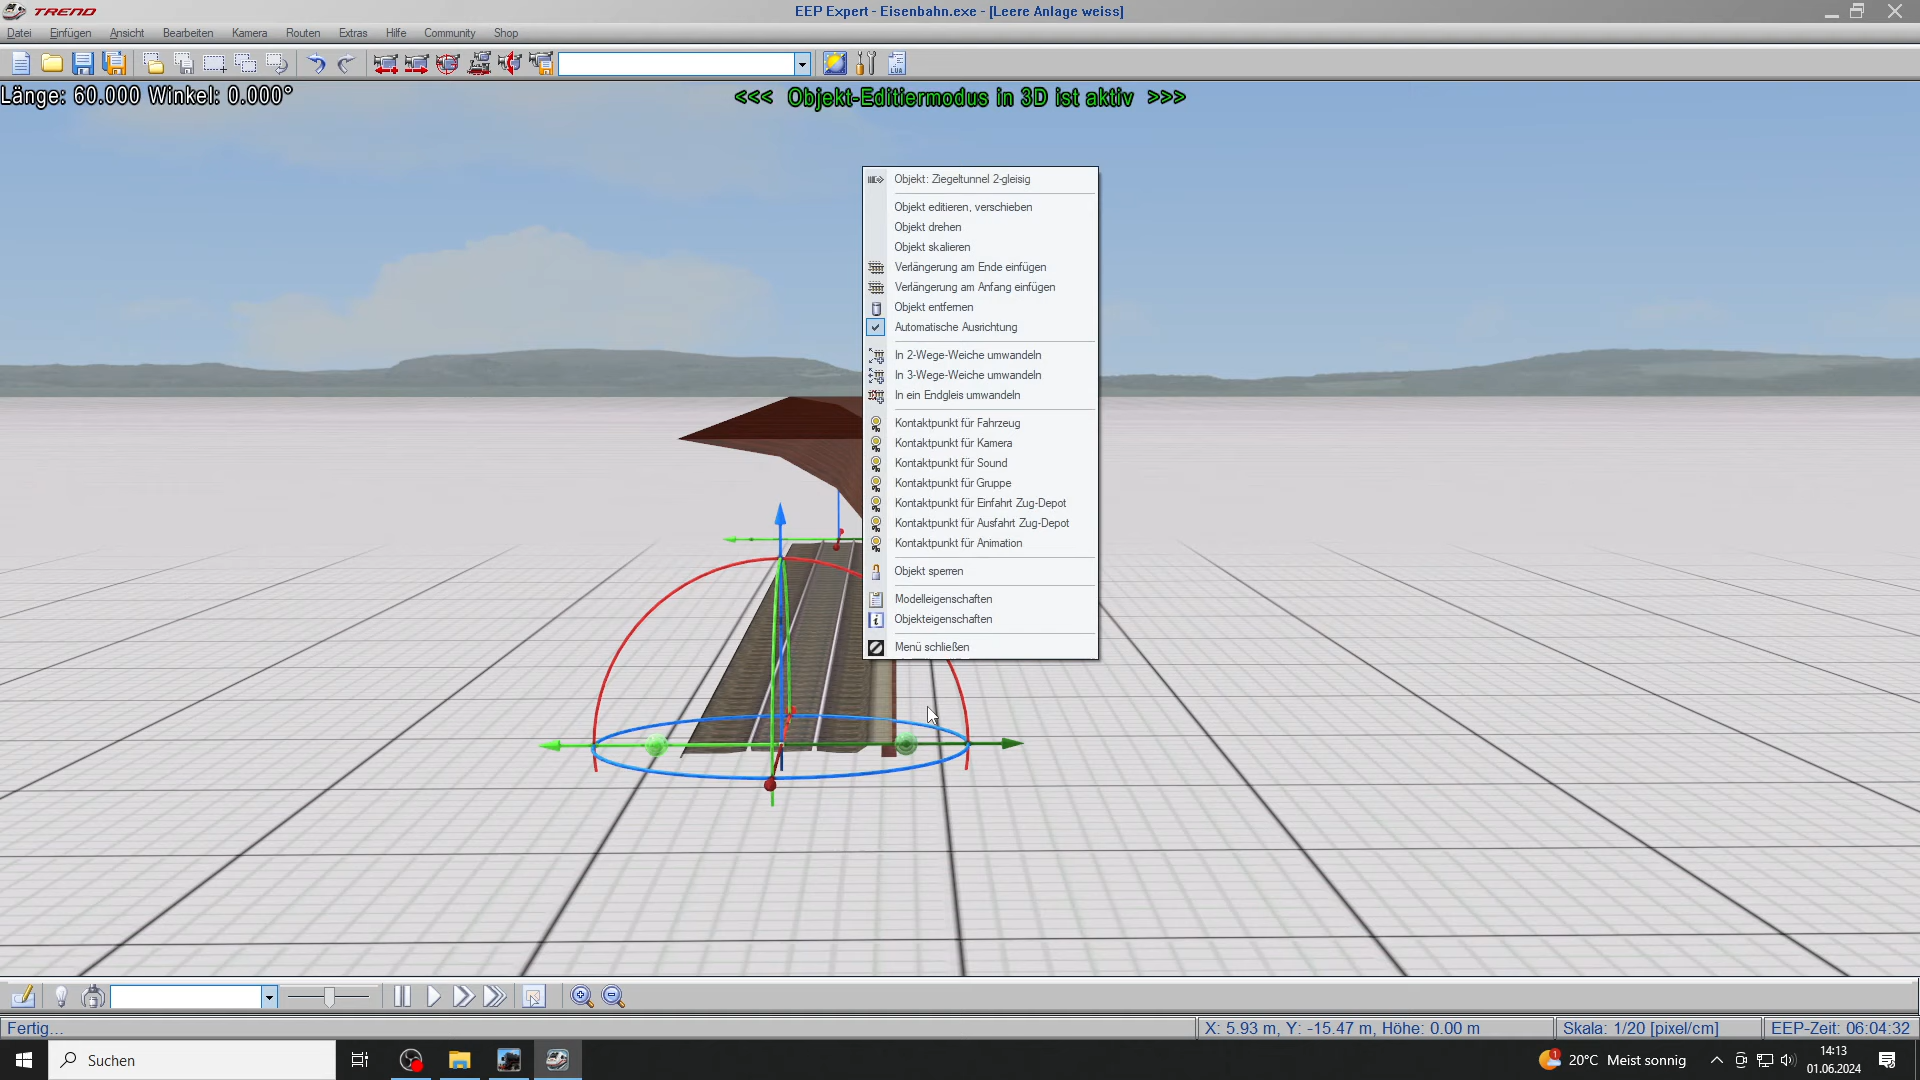 TREND
EEP Expert - Eisenbahn.exe - [Leere Anlage weiss]
Datei Einfügen Ansicht Bearbeiten Kamera Routen Extras Hilfe Community Shop
Länge: 60.000 Winkel: 0.000°
<<< Objekt-Editiermodus in 3D ist aktiv >>>
Objekt: Ziegeltunnel 2-gleisig
Objekt editieren, verschieben
Objekt drehen
Objekt skalieren
Verlängerung am Ende einfügen
Verlängerung am Anfang einfügen
Objekt entfernen
Automatische Ausrichtung
In 2-Wege-Weiche umwandeln
In 3-Wege-Weiche umwandeln
In ein Endgleis umwandeln
Kontaktpunkt für Fahrzeug
Kontaktpunkt für Kamera
Kontaktpunkt für Sound
Kontaktpunkt für Gruppe
Kontaktpunkt für Einfahrt Zug-Depot
Kontaktpunkt für Ausfahrt Zug-Depot
Kontaktpunkt für Animation
Objekt sperren
Modelleigenschaften
Objekteigenschaften
Menü schließen
Fertig... X: 5.93 m, Y: -15.47 m, Höhe: 0.00 m Skala: 1/20 [pixel/cm] EEP-Zeit: 06:04:32
Suchen 1 20°C Meist sonnig 14:13
01.06.2024